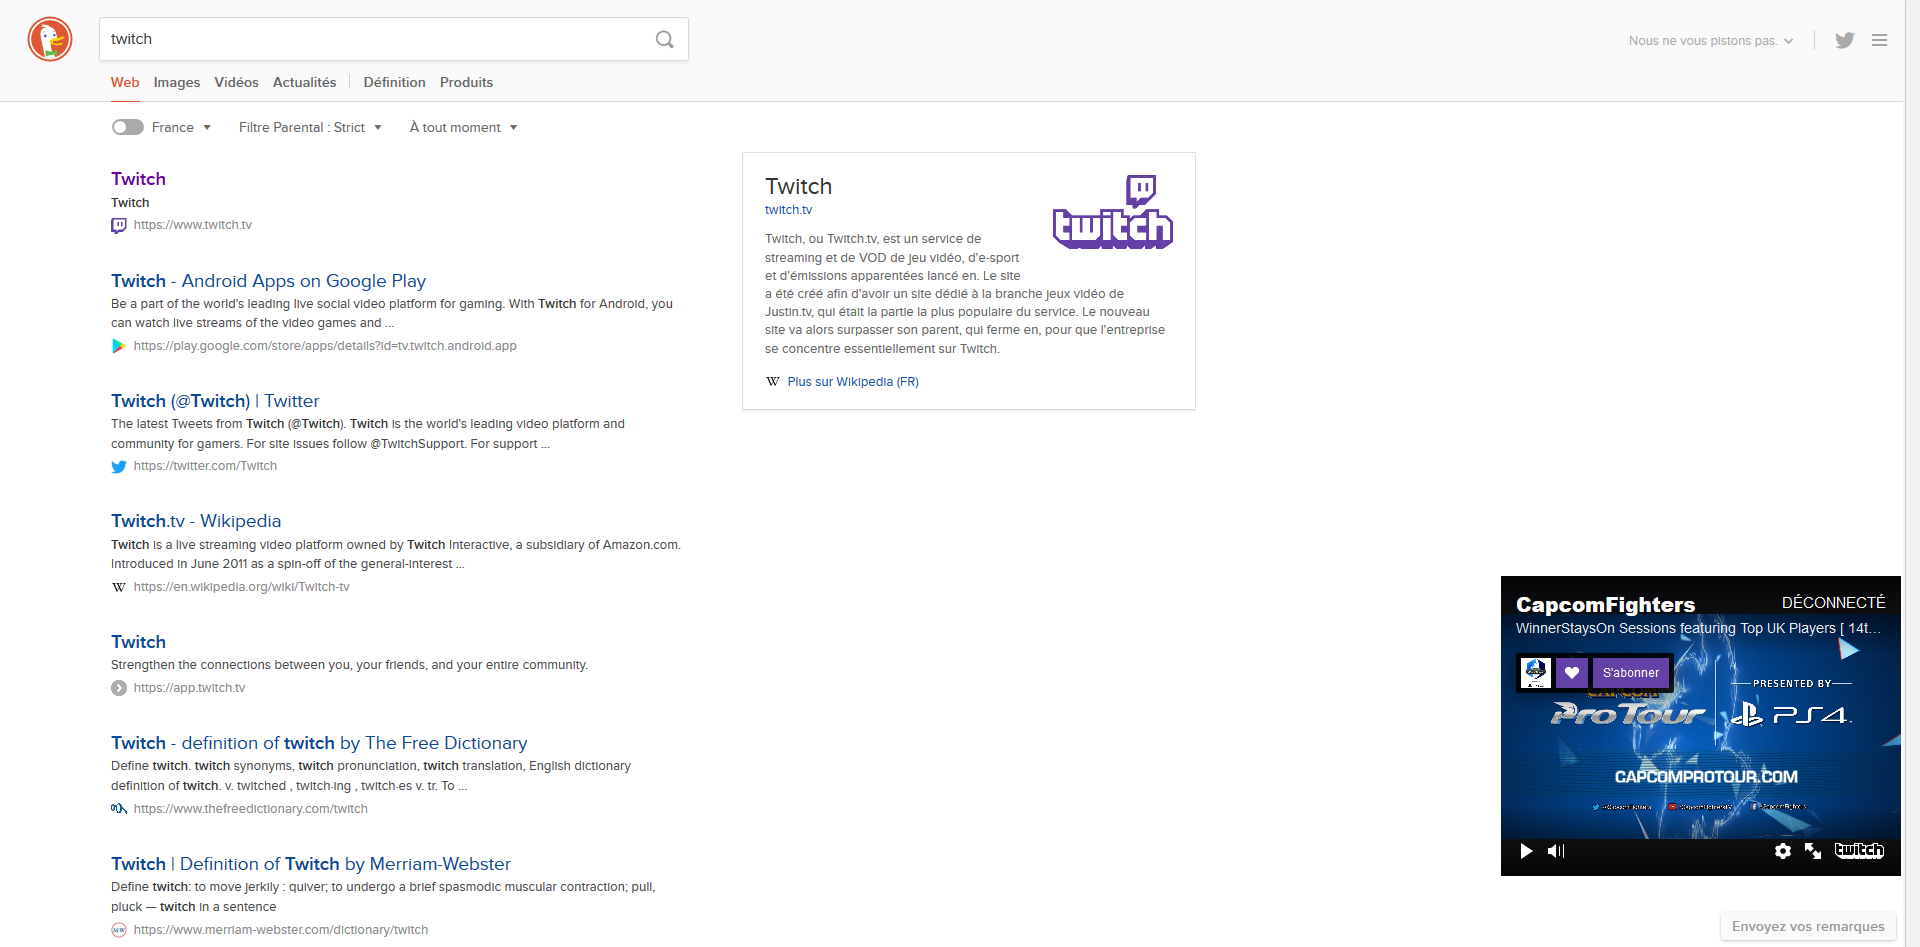 twitch
Nous ne vous pistons pas.
Web Images Vidéos Actualités Définition Produits
France Filtre Parental : Strict À tout moment
Twitch
Twitch
https://www.twitch.tv
Twitch - Android Apps on Google Play
Be a part of the world's leading live social video platform for gaming. With Twitch for Android, you
can watch live streams of the video games and ...
https://play.google.com/store/apps/details?id=tv.twitch.android.app
Twitch (@Twitch) | Twitter
The latest Tweets from Twitch (@Twitch). Twitch is the world's leading video platform and
community for gamers. For site issues follow @TwitchSupport. For support ...
https://twitter.com/Twitch
Twitch.tv - Wikipedia
Twitch is a live streaming video platform owned by Twitch Interactive, a subsidiary of Amazon.com.
Introduced in June 2011 as a spin-off of the general-interest ...
W https://en.wikipedia.org/wiki/Twitch-tv
Twitch
Strengthen the connections between you, your friends, and your entire community.
https://app.twitch.tv
Twitch - definition of twitch by The Free Dictionary
Define twitch. twitch synonyms, twitch pronunciation, twitch translation, English dictionary
definition of twitch. v. twitched , twitch·ing , twitch·es v. tr. To ...
https://www.thefreedictionary.com/twitch
Twitch | Definition of Twitch by Merriam-Webster
Define twitch: to move jerkily : quiver; to undergo a brief spasmodic muscular contraction; pull,
pluck — twitch in a sentence
M-W https://www.merriam-webster.com/dictionary/twitch
Twitch
twitch.tv
twitch
Twitch, ou Twitch.tv, est un service de
streaming et de VOD de jeu vidéo, d'e-sport
et d'émissions apparentées lancé en. Le site
a été créé afin d'avoir un site dédié à la branche jeux vidéo de
Justin.tv, qui était la partie la plus populaire du service. Le nouveau
site va alors surpasser son parent, qui ferme en, pour que l'entreprise
se concentre essentiellement sur Twitch.
W Plus sur Wikipedia (FR)
CapcomFighters DÉCONNECTÉ
WinnerStaysOn Sessions featuring Top UK Players [ 14t...
S'abonner
CAPCOM
PRO TOUR
PRESENTED BY
PS4
CAPCOMPROTOUR.COM
twitch
Envoyez vos remarques